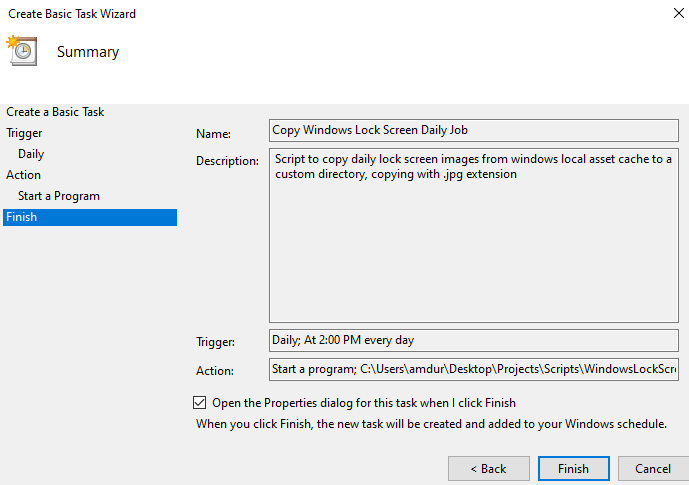 Create Basic Task Wizard
Summary
Create a Basic Task
Trigger
Daily
Action
Start a Program
Finish
Name:
Copy Windows Lock Screen Daily Job
Description:
Script to copy daily lock screen images from windows local asset cache to a
custom directory, copying with .jpg extension
Trigger:
Daily; At 2:00 PM every day
Action:
Start a program; C:\Users\amdur\Desktop\Projects\Scripts\WindowsLockScre
Open the Properties dialog for this task when I click Finish
When you click Finish, the new task will be created and added to your Windows schedule.
< Back
Finish
Cancel